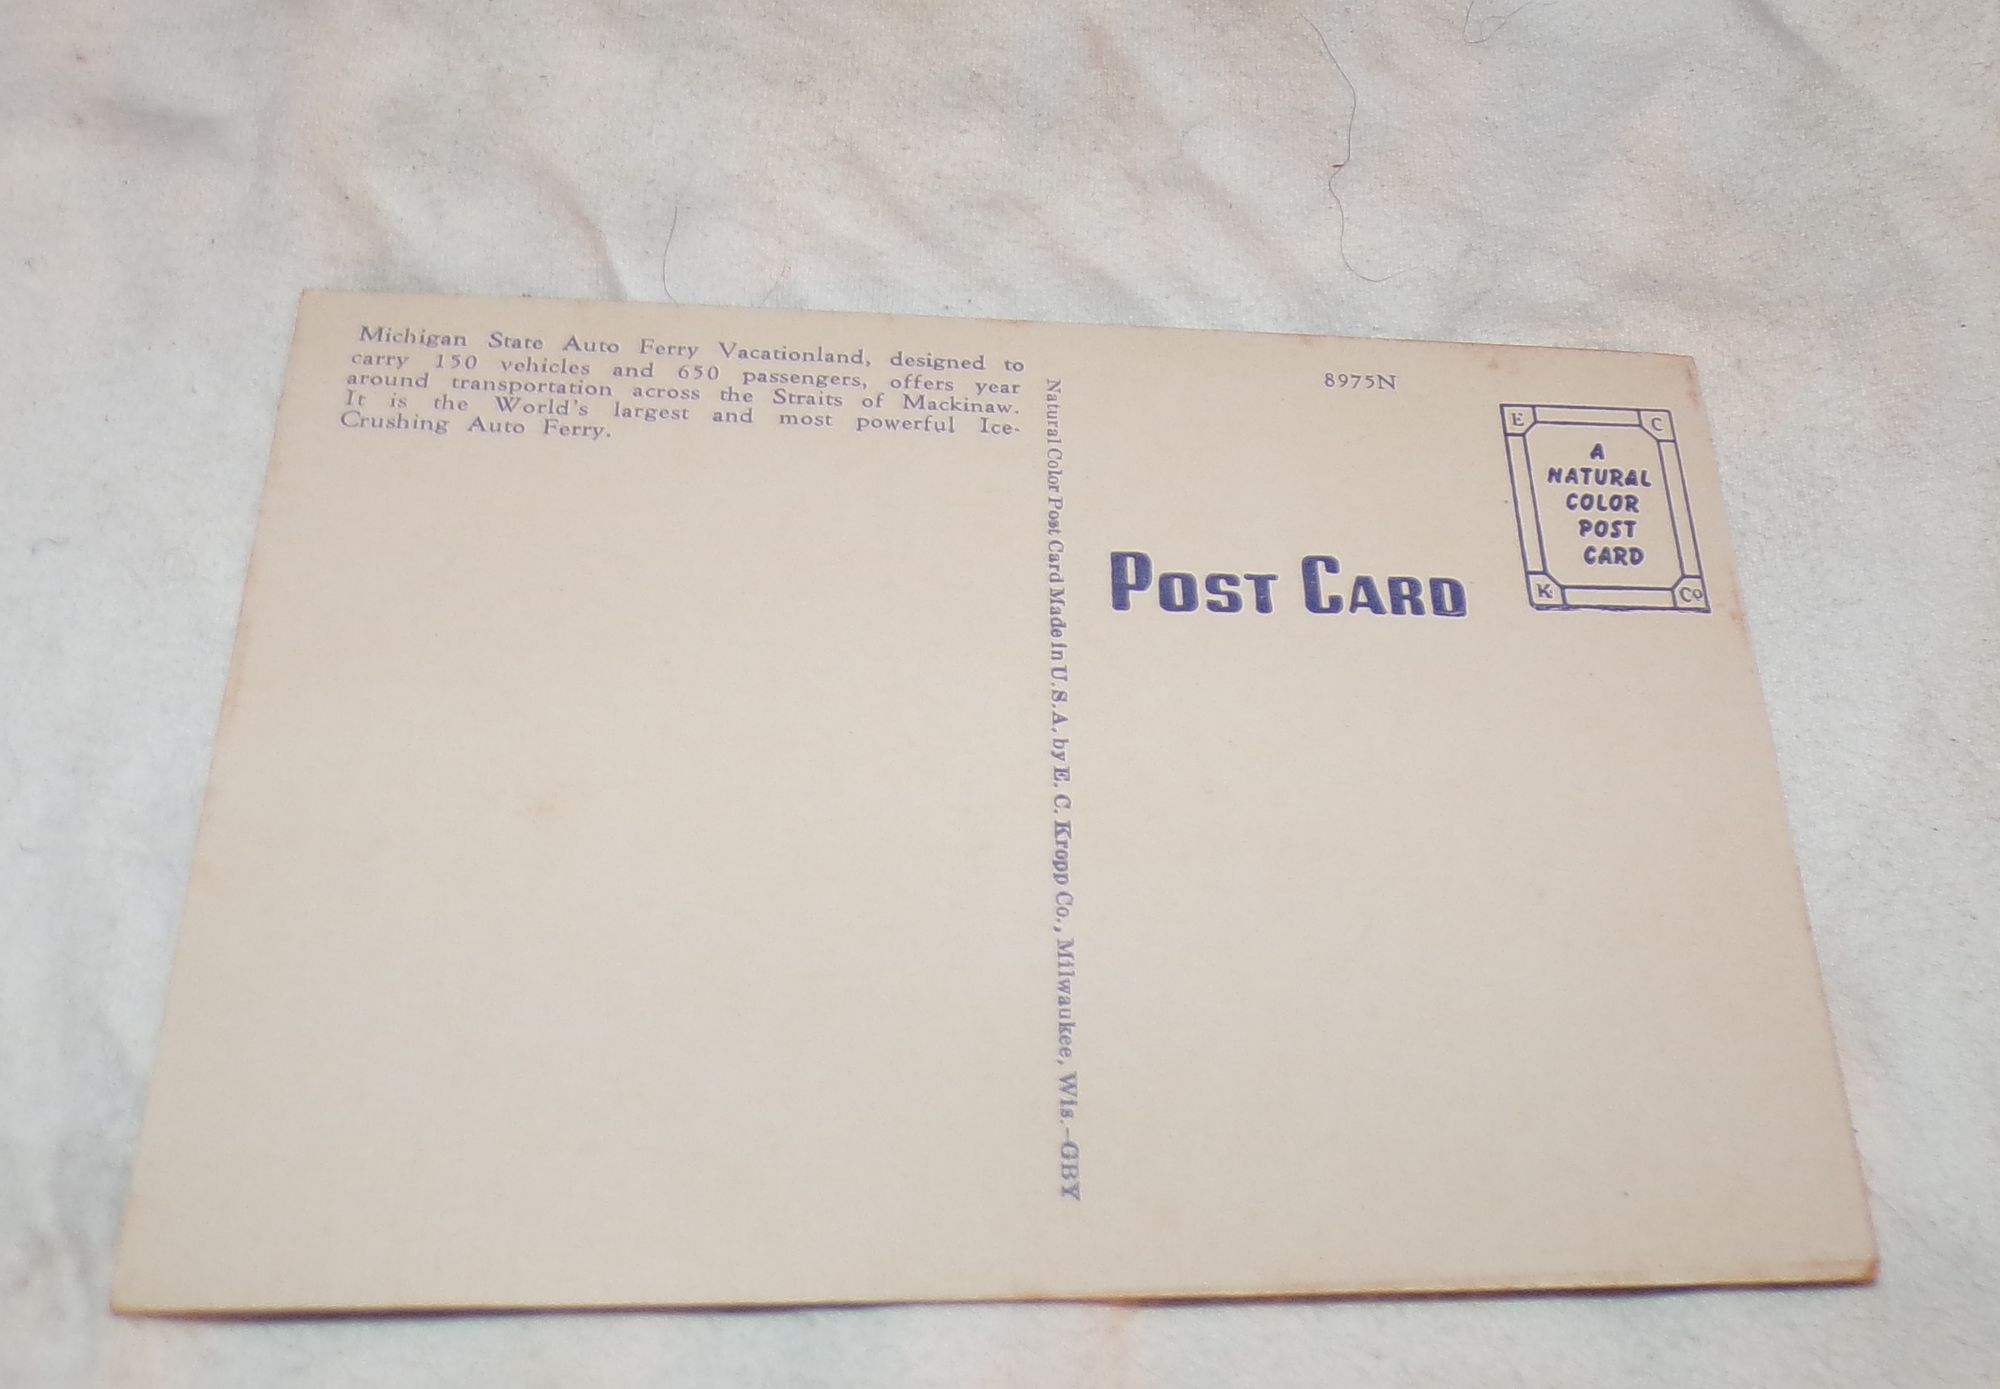 Michigan State Auto Ferry Vacationland, designed to
carry 150 vehicles and 650 passengers, offers year
around transportation across the Straits of Mackinaw.
It is the World's largest and most powerful Ice-
Crushing Auto Ferry.
Natural Color Post Card Made in U.S.A. by E. C. Kropp Co., Milwaukee, Wis.—GBY
8975N
POST CARD
E C
A
NATURAL
COLOR
POST
CARD
K. Co